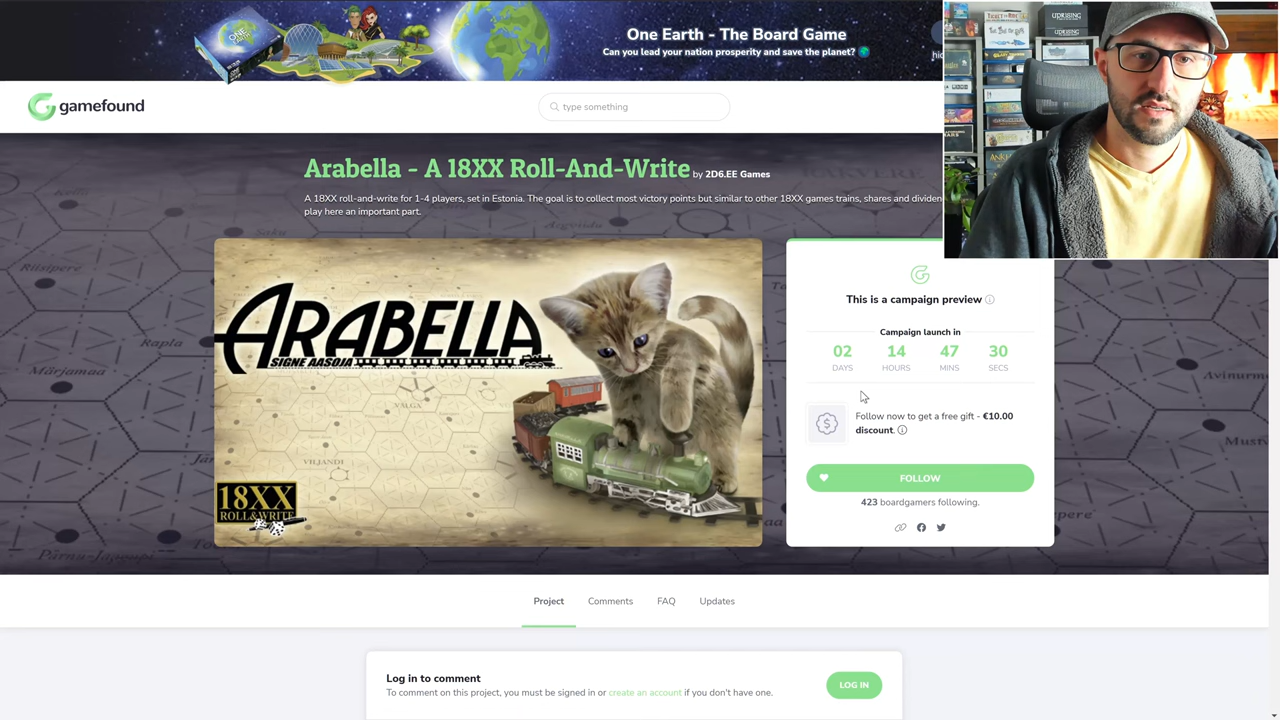 One Earth - The Board Game
Can you lead your nation prosperity and save the planet?
gamefound
type something
Arabella - A 18XX Roll-And-Write by 2D6.EE Games
A 18XX roll-and-write for 1-4 players, set in Estonia. The goal is to collect most victory points but similar to other 18XX games trains, shares and
play here an important part.
ARABELLA
SIGNE AASOJA
VALGA
VILJANDI
18XX
ROLL&WRITE
This is a campaign preview
Campaign launch in
02 14 47 30
DAYS HOURS MINS SECS
Follow now to get a free gift - €10.00
discount.
FOLLOW
423 boardgamers following.
Riisipere
Rapla
Märjamaa
Avinurme
Project Comments FAQ Updates
Log in to comment
To comment on this project, you must be signed in or create an account if you don't have one.
LOG IN